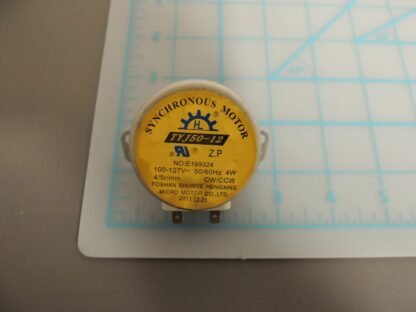 SYNCHRONOUS MOTOR
HL
TYJ50-12
Z.P
NO:E199324
100-127V~ 50/60Hz 4W
4/5r/min CW/CCW
FOSHAN SHUNDE HENGXING
MICRO MOTOR CO.,LTD.
2011.12.21